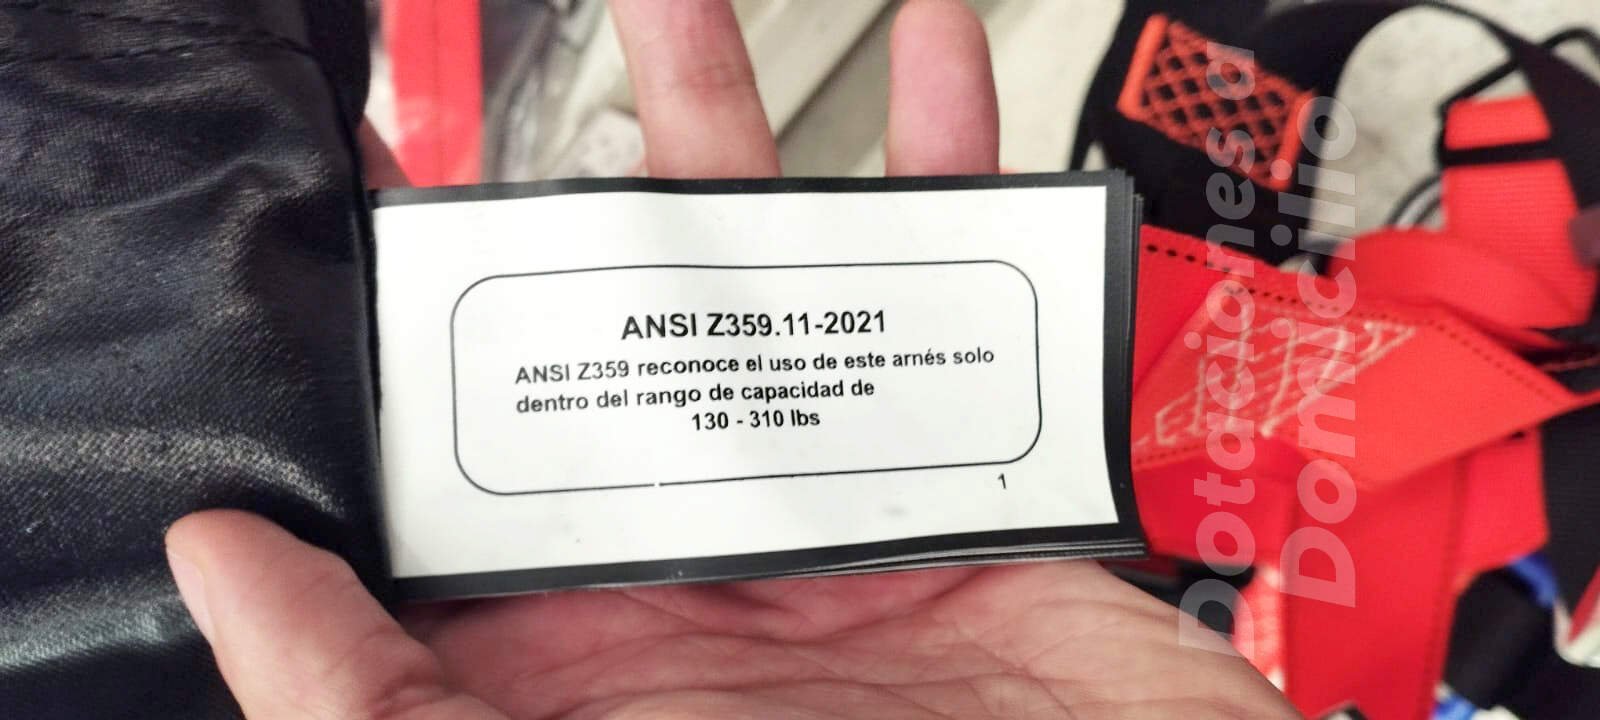 ANSI Z359.11-2021
ANSI Z359 reconoce el uso de este arnés solo
dentro del rango de capacidad de
130 - 310 lbs
1
Dotaciones a
Domicilio